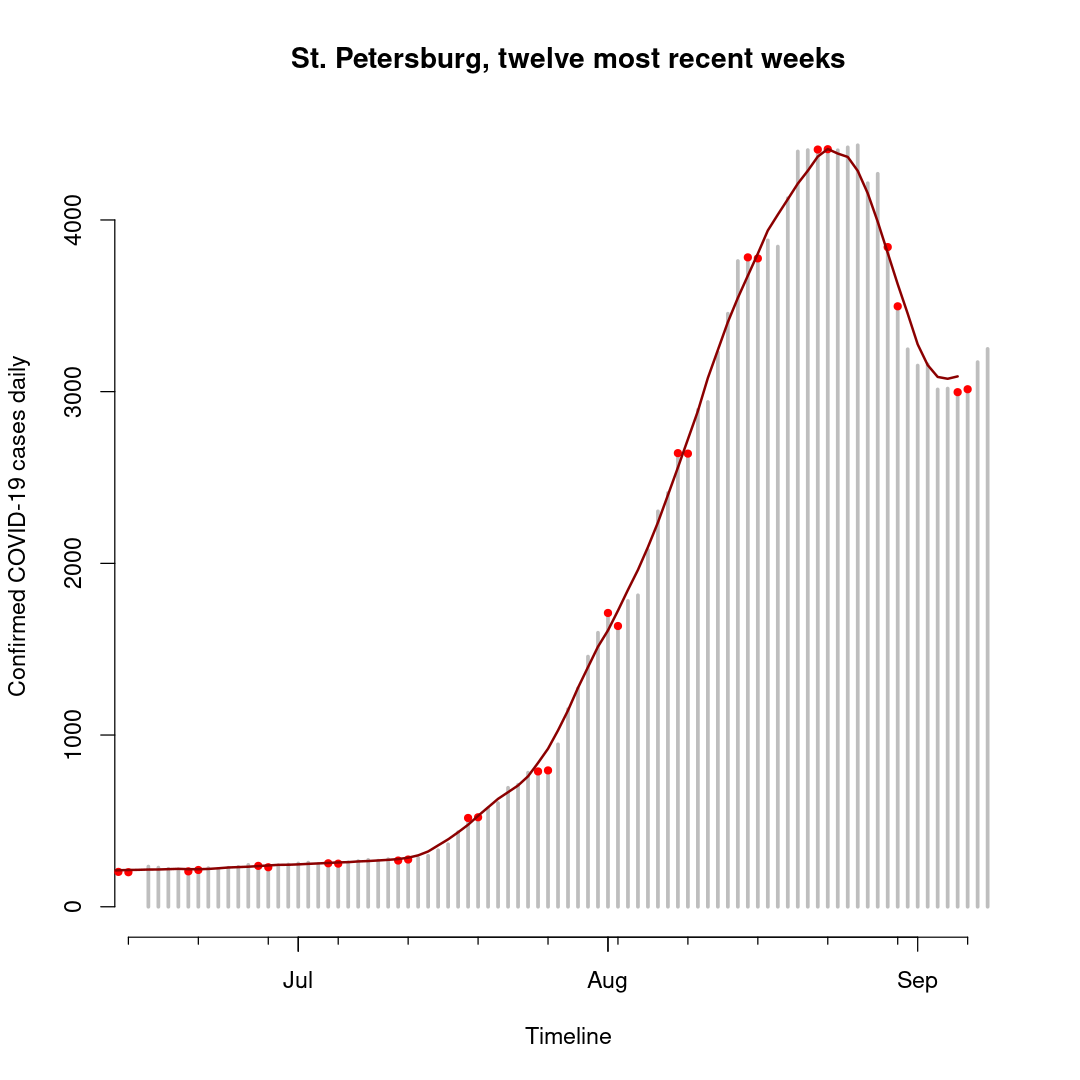 St. Petersburg, twelve most recent weeks
Confirmed COVID-19 cases daily
4000
3000
2000
1000
0
Jul Aug Sep
Timeline